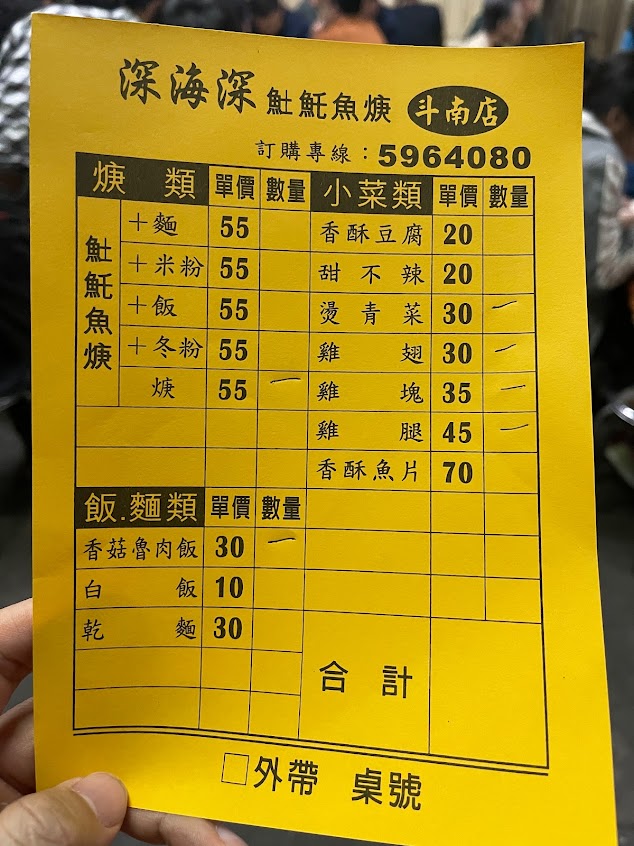 深海深 魠魠魚焿 斗南店
訂購專線：5964080
焿類 單價 數量
魠魠魚焿
＋麵 55
＋米粉 55
＋飯 55
＋冬粉 55
焿 55 一
飯.麵類 單價 數量
香菇魯肉飯 30 一
白飯 10
乾麵 30
小菜類 單價 數量
香酥豆腐 20
甜不辣 20
燙青菜 30 一
雞翅 30 一
雞塊 35 一
雞腿 45 一
香酥魚片 70
合計
□外帶 桌號